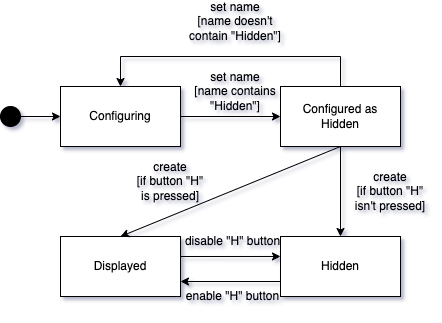 set name
[name doesn't
contain "Hidden"]
set name
[name contains
"Hidden"]
Configuring
Configured as
Hidden
create
[if button "H"
is pressed]
create
[if button "H"
isn't pressed]
disable "H" button
Displayed
Hidden
enable "H" button